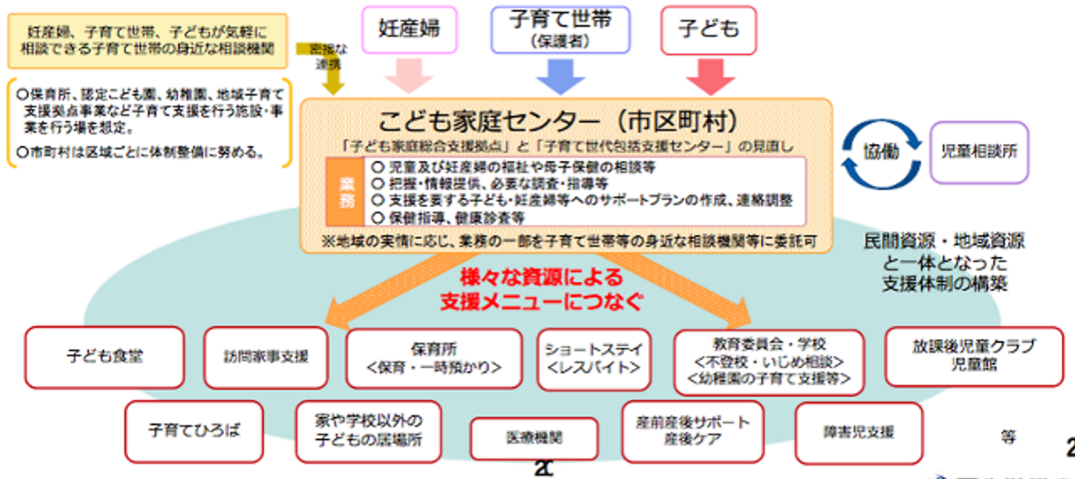 妊産婦、子育て世帯、子どもが気軽に
相談できる子育て世帯の身近な相談機関
○保育所、認定こども園、幼稚園、地域子育て
支援拠点事業など子育て支援を行う施設・事
業を行う場を想定。
○市町村は区域ごとに体制整備に努める。
密接な
連携
妊産婦
子育て世帯
（保護者）
子ども
こども家庭センター（市区町村）
「子ども家庭総合支援拠点」と「子育て世代包括支援センター」の見直し
業務
○ 児童及び妊産婦の福祉や母子保健の相談等
○ 把握・情報提供、必要な調査・指導等
○ 支援を要する子ども・妊産婦等へのサポートプランの作成、連絡調整
○ 保健指導、健康診査等
※地域の実情に応じ、業務の一部を子育て世帯等の身近な相談機関等に委託可
協働
児童相談所
民間資源・地域資源
と一体となった
支援体制の構築
様々な資源による
支援メニューにつなぐ
子ども食堂
訪問家事支援
保育所
<保育・一時預かり>
ショートステイ
<レスパイト>
教育委員会・学校
<不登校・いじめ相談>
<幼稚園の子育て支援等>
放課後児童クラブ
児童館
子育てひろば
家や学校以外の
子どもの居場所
医療機関
産前産後サポート
産後ケア
障害児支援
等
2